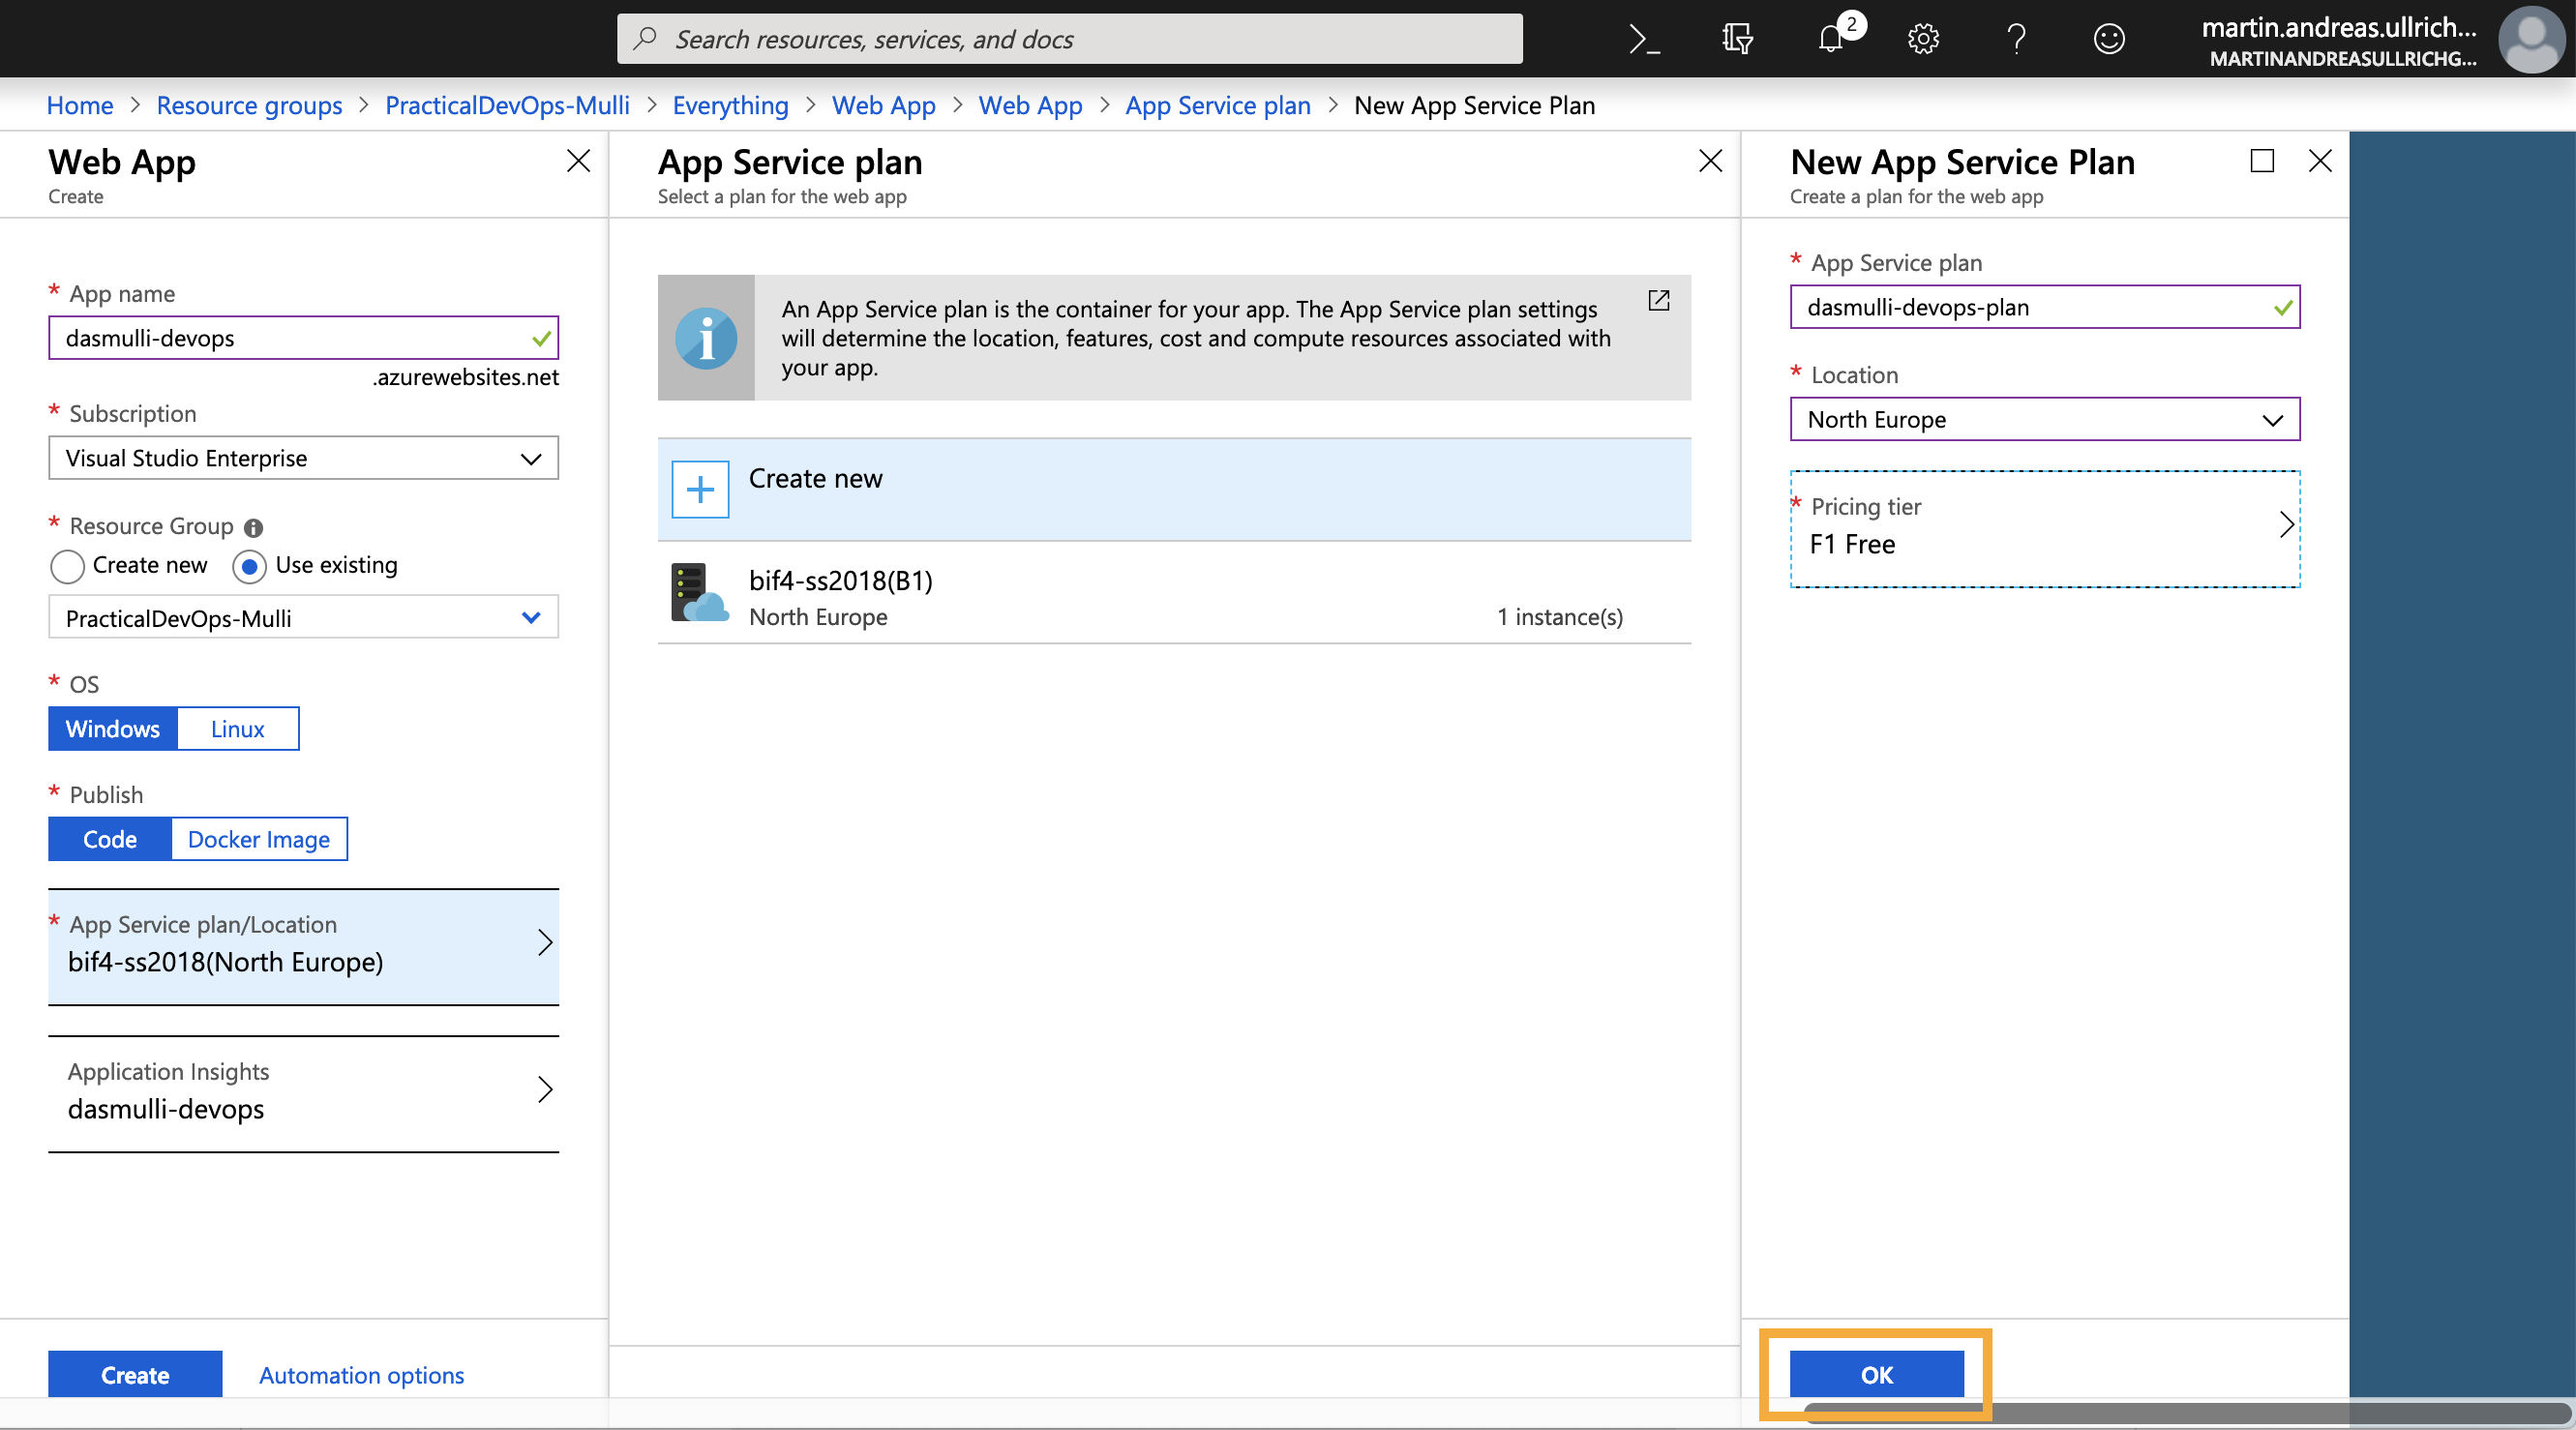 Search resources, services, and docs
2
martin.andreas.ullrich...
MARTINANDREASULLRICHG...
Home > Resource groups > PracticalDevOps-Mulli > Everything > Web App > Web App > App Service plan > New App Service Plan
Web App
Create
* App name
dasmulli-devops
.azurewebsites.net
* Subscription
Visual Studio Enterprise
* Resource Group
Create new
Use existing
PracticalDevOps-Mulli
* OS
Windows
Linux
* Publish
Code
Docker Image
* App Service plan/Location
bif4-ss2018(North Europe)
Application Insights
dasmulli-devops
Create
Automation options
App Service plan
Select a plan for the web app
An App Service plan is the container for your app. The App Service plan settings
will determine the location, features, cost and compute resources associated with
your app.
Create new
bif4-ss2018(B1)
North Europe
1 instance(s)
New App Service Plan
Create a plan for the web app
* App Service plan
dasmulli-devops-plan
* Location
North Europe
* Pricing tier
F1 Free
OK